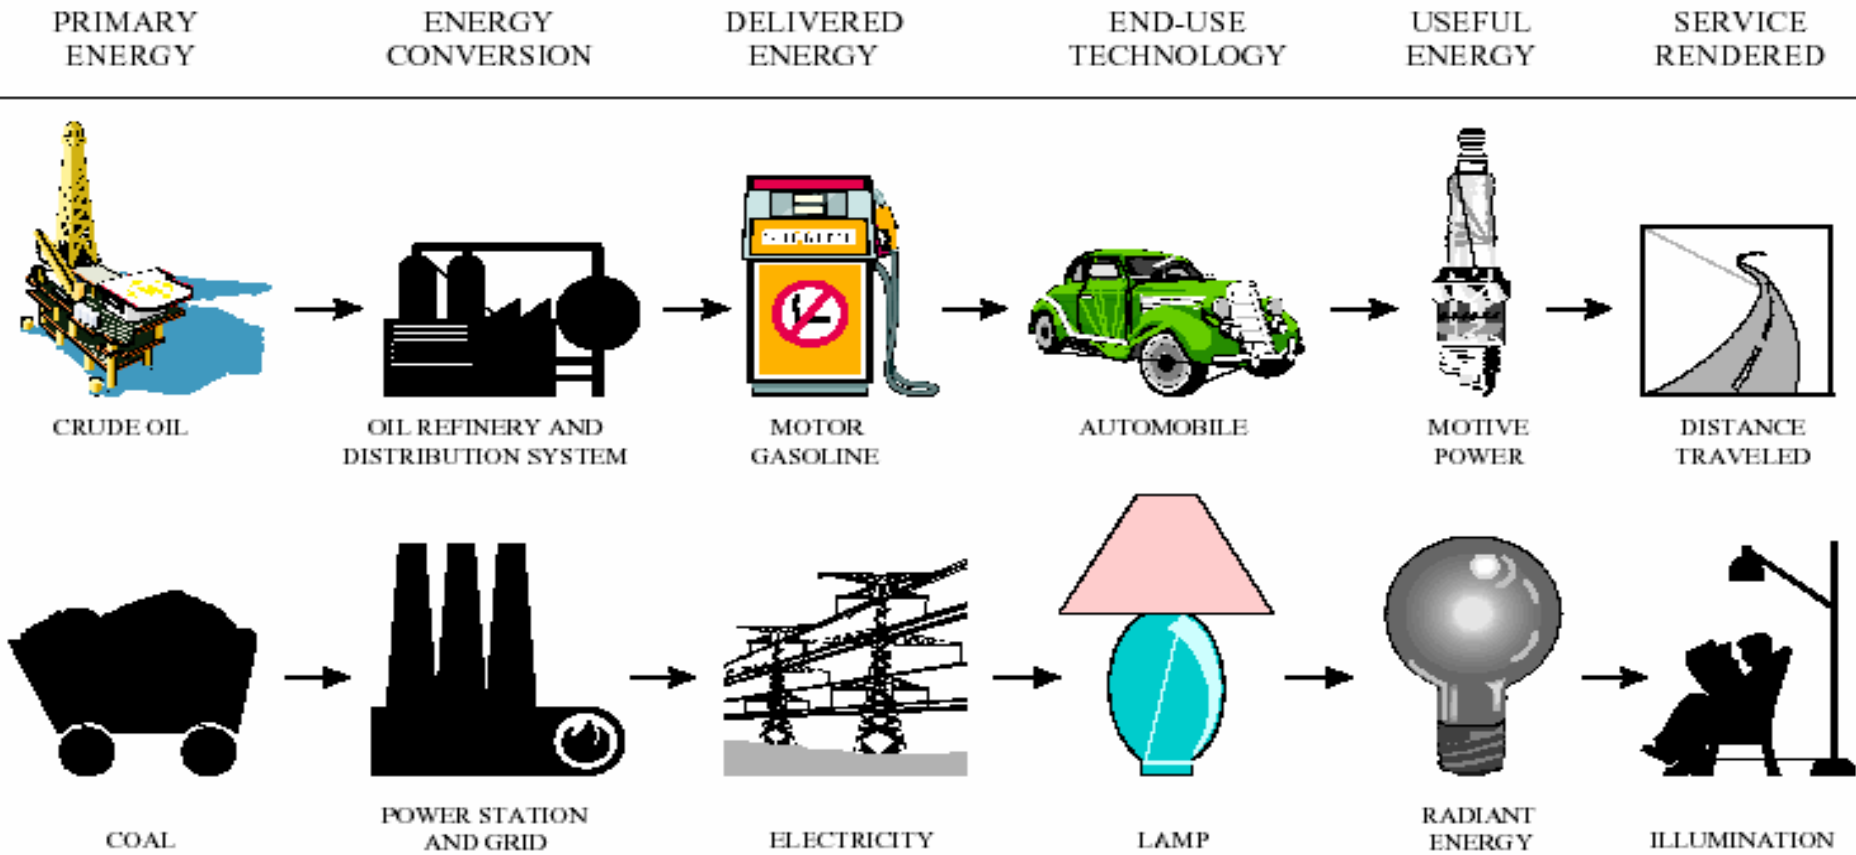 PRIMARY
ENERGY
ENERGY
CONVERSION
DELIVERED
ENERGY
END-USE
TECHNOLOGY
USEFUL
ENERGY
SERVICE
RENDERED
CRUDE OIL
OIL REFINERY AND
DISTRIBUTION SYSTEM
MOTOR
GASOLINE
AUTOMOBILE
MOTIVE
POWER
DISTANCE
TRAVELED
COAL
POWER STATION
AND GRID
ELECTRICITY
LAMP
RADIANT
ENERGY
ILLUMINATION